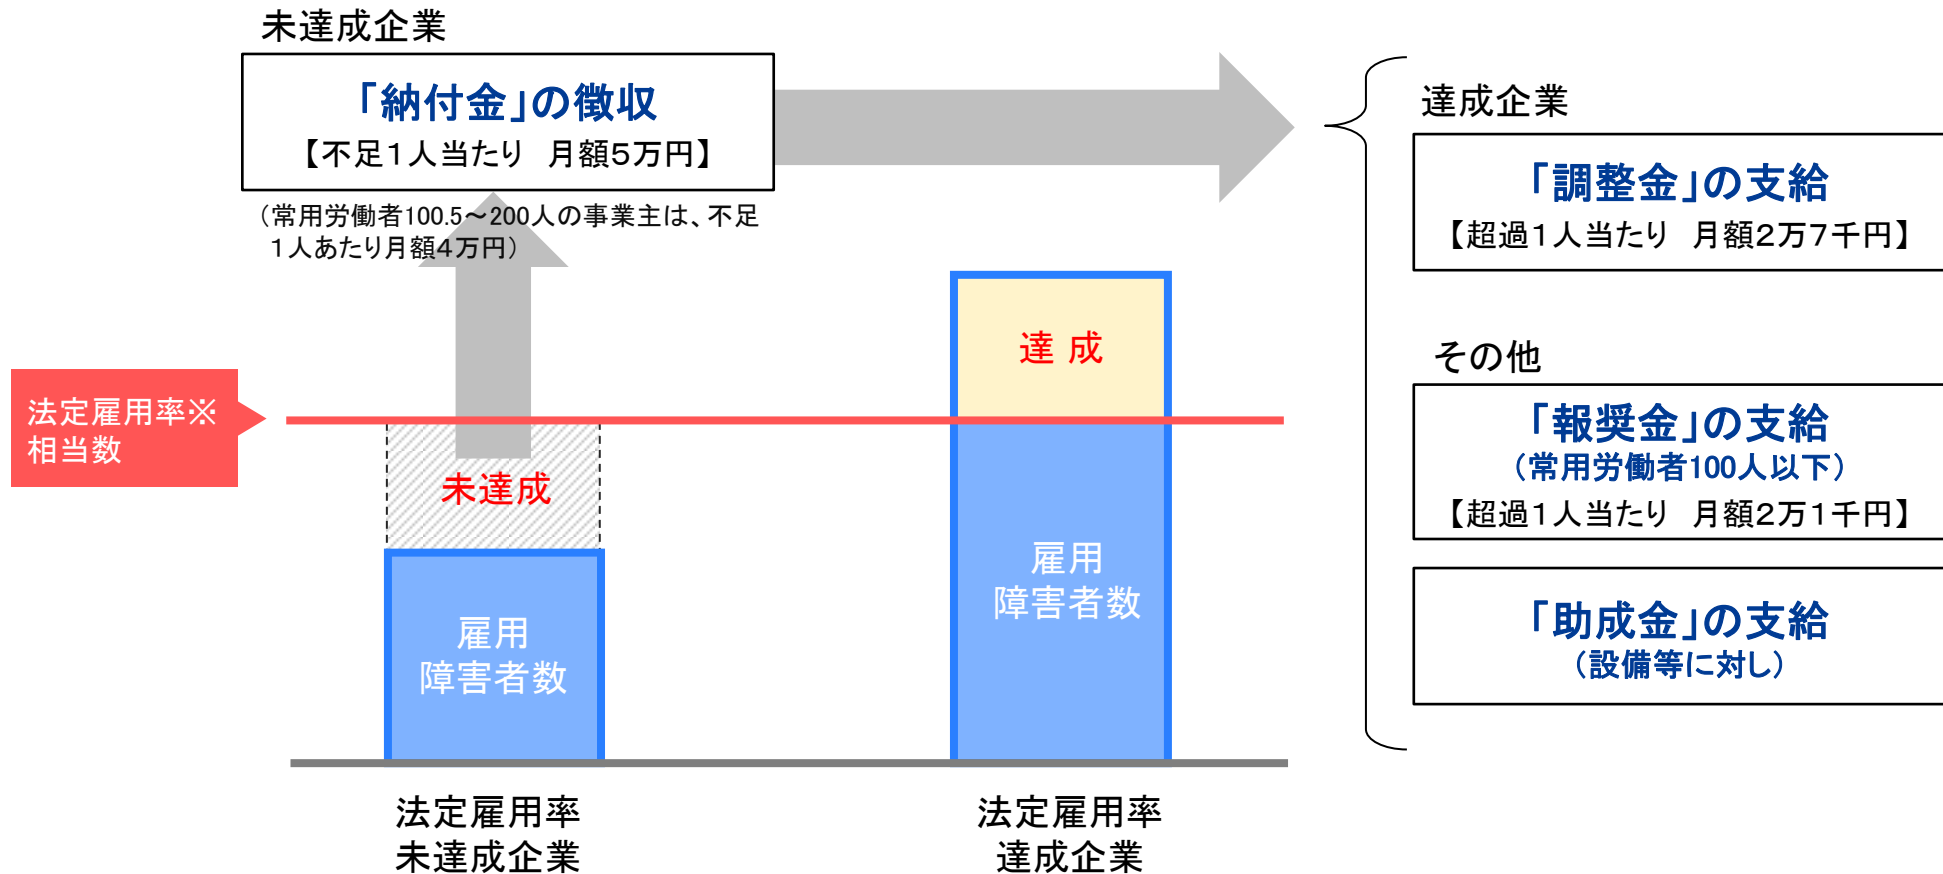 未達成企業
「納付金」の徴収
【不足1人当たり　月額5万円】
（常用労働者100.5～200人の事業主は、不足
1人あたり月額4万円）
達成企業
「調整金」の支給
【超過1人当たり　月額2万7千円】
その他
「報奨金」の支給
（常用労働者100人以下）
【超過1人当たり　月額2万1千円】
「助成金」の支給
（設備等に対し）
法定雇用率※
相当数
未達成
雇用
障害者数
達 成
雇用
障害者数
法定雇用率
未達成企業
法定雇用率
達成企業